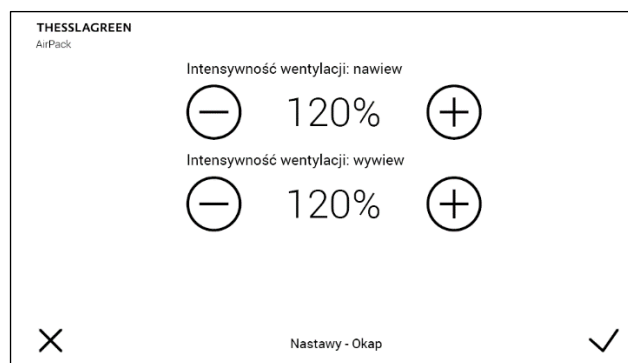 THESSLAGREEN
AirPack
Intensywność wentylacji: nawiew
120%
Intensywność wentylacji: wywiew
120%
Nastawy - Okap